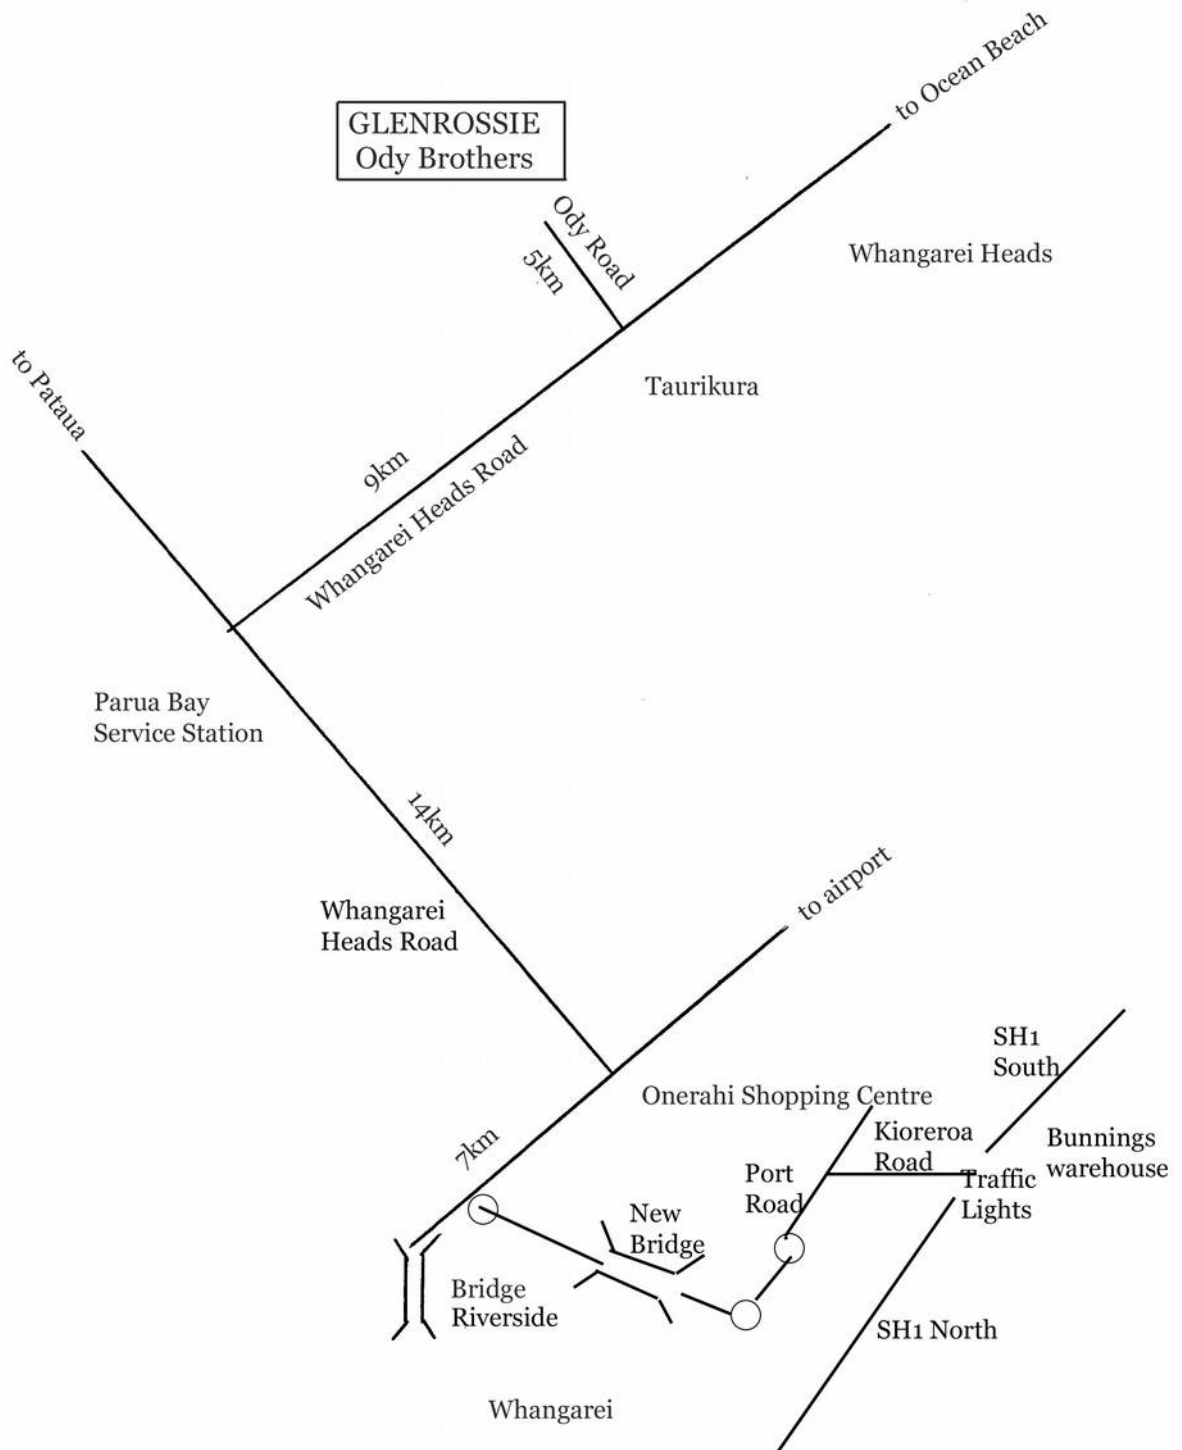 to Ocean Beach
GLENROSSIE
Ody Brothers
Ody Road
5km
Whangarei Heads
to Pataua
Taurikura
9km
Whangarei Heads Road
Parua Bay
Service Station
14km
to airport
Whangarei
Heads Road
SH1
South
Onerahi Shopping Centre
Kioreroa
Road
Bunnings
warehouse
7km
Port
Road
Traffic
Lights
New
Bridge
Bridge
Riverside
SH1 North
Whangarei